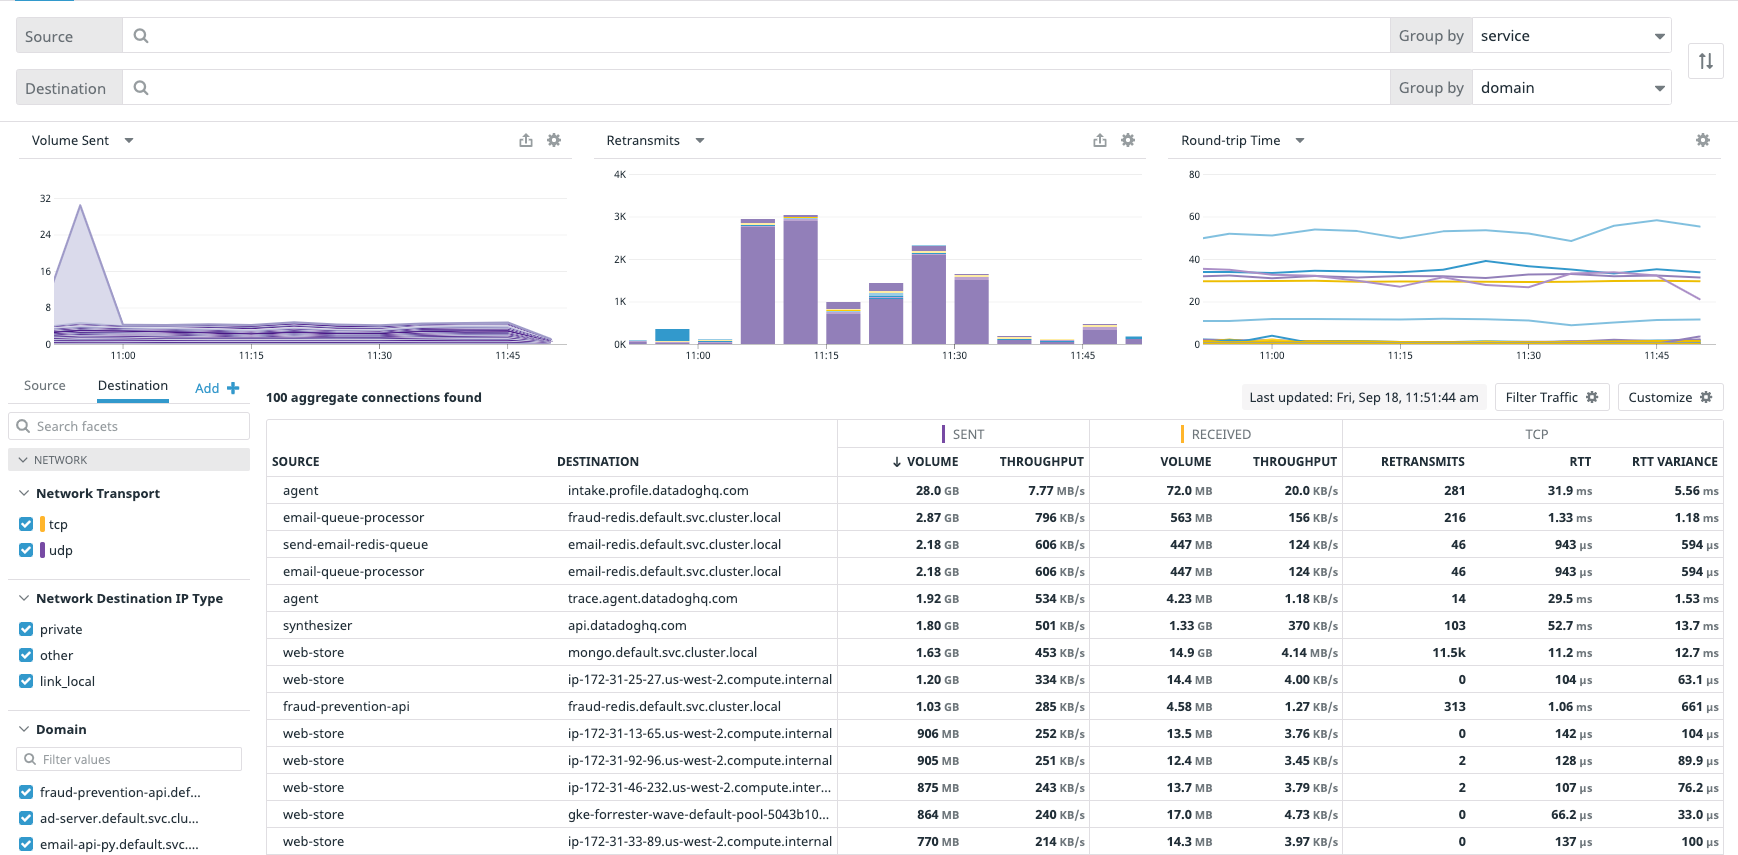 Source
Group by service
Destination
Group by domain
Volume Sent
32
24
16
8
0
11:00 11:15 11:30 11:45
Retransmits
4K
3K
2K
1K
0K
11:00 11:15 11:30 11:45
Round-trip Time
80
60
40
20
0
11:00 11:15 11:30 11:45
Source Destination Add
Search facets
NETWORK
Network Transport
tcp
udp
Network Destination IP Type
private
other
link_local
Domain
Filter values
fraud-prevention-api.def...
ad-server.default.svc.clu...
email-api-py.default.svc....
100 aggregate connections found
Last updated: Fri, Sep 18, 11:51:44 am Filter Traffic Customize
SENT RECEIVED TCP
SOURCE DESTINATION VOLUME THROUGHPUT VOLUME THROUGHPUT RETRANSMITS RTT RTT VARIANCE
agent intake.profile.datadoghq.com 28.0 GB 7.77 MB/s 72.0 MB 20.0 KB/s 281 31.9 ms 5.56 ms
email-queue-processor fraud-redis.default.svc.cluster.local 2.87 GB 796 KB/s 563 MB 156 KB/s 216 1.33 ms 1.18 ms
send-email-redis-queue email-redis.default.svc.cluster.local 2.18 GB 606 KB/s 447 MB 124 KB/s 46 943 µs 594 µs
email-queue-processor email-redis.default.svc.cluster.local 2.18 GB 606 KB/s 447 MB 124 KB/s 46 943 µs 594 µs
agent trace.agent.datadoghq.com 1.92 GB 534 KB/s 4.23 MB 1.18 KB/s 14 29.5 ms 1.53 ms
synthesizer api.datadoghq.com 1.80 GB 501 KB/s 1.33 GB 370 KB/s 103 52.7 ms 13.7 ms
web-store mongo.default.svc.cluster.local 1.63 GB 453 KB/s 14.9 GB 4.14 MB/s 11.5k 11.2 ms 12.7 ms
web-store ip-172-31-25-27.us-west-2.compute.internal 1.20 GB 334 KB/s 14.4 MB 4.00 KB/s 0 104 µs 63.1 µs
fraud-prevention-api fraud-redis.default.svc.cluster.local 1.03 GB 285 KB/s 4.58 MB 1.27 KB/s 313 1.06 ms 661 µs
web-store ip-172-31-13-65.us-west-2.compute.internal 906 MB 252 KB/s 13.5 MB 3.76 KB/s 0 142 µs 104 µs
web-store ip-172-31-92-96.us-west-2.compute.internal 905 MB 251 KB/s 12.4 MB 3.45 KB/s 2 128 µs 89.9 µs
web-store ip-172-31-46-232.us-west-2.compute.inter... 875 MB 243 KB/s 13.7 MB 3.79 KB/s 2 107 µs 76.2 µs
web-store gke-forrester-wave-default-pool-5043b10... 864 MB 240 KB/s 17.0 MB 4.73 KB/s 0 66.2 µs 33.0 µs
web-store ip-172-31-33-89.us-west-2.compute.internal 770 MB 214 KB/s 14.3 MB 3.97 KB/s 0 137 µs 100 µs